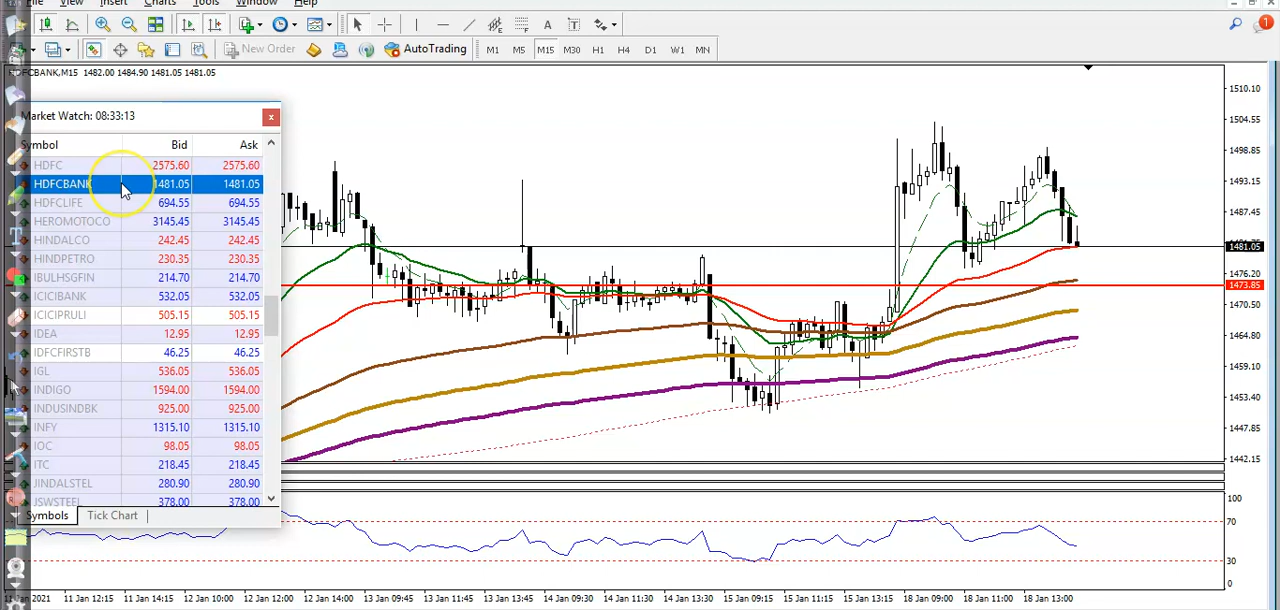 File View Insert Charts Tools Window Help
New Order AutoTrading M1 M5 M15 M30 H1 H4 D1 W1 MN
1
HDFCBANK,M15 1482.00 1484.90 1481.05 1481.05
Market Watch: 08:33:13
Symbol Bid Ask
HDFC 2575.60 2575.60
HDFCBANK 1481.05 1481.05
HDFCLIFE 694.55 694.55
HEROMOTOCO 3145.45 3145.45
HINDALCO 242.45 242.45
HINDPETRO 230.35 230.35
IBULHSGFIN 214.70 214.70
ICICIBANK 532.05 532.05
ICICIPRULI 505.15 505.15
IDEA 12.95 12.95
IDFCFIRSTB 46.25 46.25
IGL 536.05 536.05
INDIGO 1594.00 1594.00
INDUSINDBK 925.00 925.00
INFY 1315.10 1315.10
IOC 98.05 98.05
ITC 218.45 218.45
JINDALSTEL 280.90 280.90
JSWSTEEL 378.00 378.00
Symbols Tick Chart
1510.10
1504.55
1498.85
1493.15
1487.45
1481.05
1476.20
1473.85
1470.50
1464.80
1459.10
1453.40
1447.85
1442.15
100
70
30
0
11 Jan 2021 11 Jan 12:15 11 Jan 14:15 12 Jan 10:00 12 Jan 12:00 12 Jan 14:00 13 Jan 09:45 13 Jan 11:45 13 Jan 13:45 14 Jan 09:30 14 Jan 11:30 14 Jan 13:30 15 Jan 09:15 15 Jan 11:15 15 Jan 13:15 18 Jan 09:00 18 Jan 11:00 18 Jan 13:00